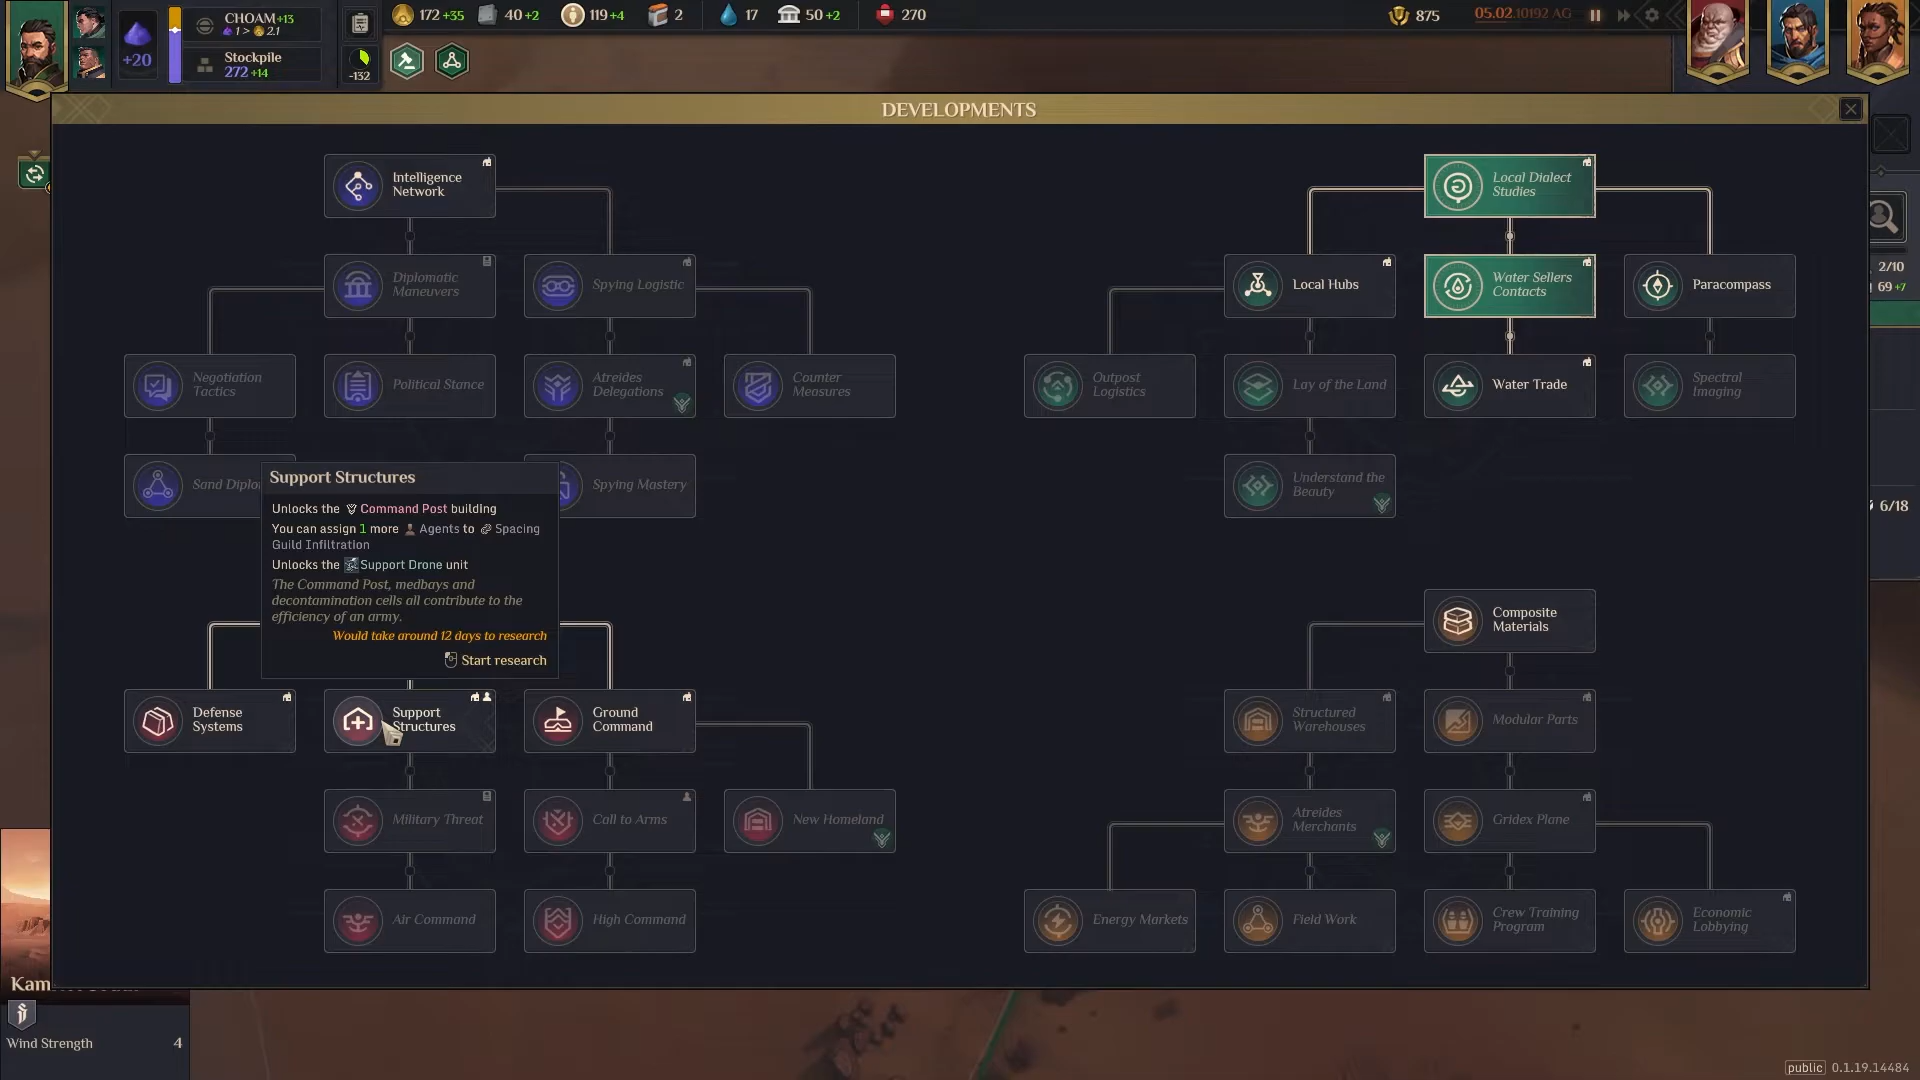 +20
CHOAM +13
1 > 2.1
Stockpile
272 +14
-132
172 +35
40 +2
119 +4
2
17
50 +2
270
875
05.02.10192 AG
DEVELOPMENTS
Intelligence
Network
Diplomatic
Maneuvers
Spying Logistic
Negotiation
Tactics
Political Stance
Atreides
Delegations
Counter
Measures
Sand Diplo
Spying Mastery
Local Dialect
Studies
Local Hubs
Water Sellers
Contacts
Paracompass
Outpost
Logistics
Lay of the Land
Water Trade
Spectral
Imaging
Understand the
Beauty
2/10
69 +7
6/18
Support Structures
Unlocks the Command Post building
You can assign 1 more Agents to Spacing
Guild Infiltration
Unlocks the Support Drone unit
The Command Post, medbays and
decontamination cells all contribute to the
efficiency of an army.
Would take around 12 days to research
Start research
Defense
Systems
Support
Structures
Ground
Command
Military Threat
Call to Arms
New Homeland
Air Command
High Command
Composite
Materials
Structured
Warehouses
Modular Parts
Atreides
Merchants
Gridex Plane
Energy Markets
Field Work
Crew Training
Program
Economic
Lobbying
Wind Strength 4
public 0.1.19.14484